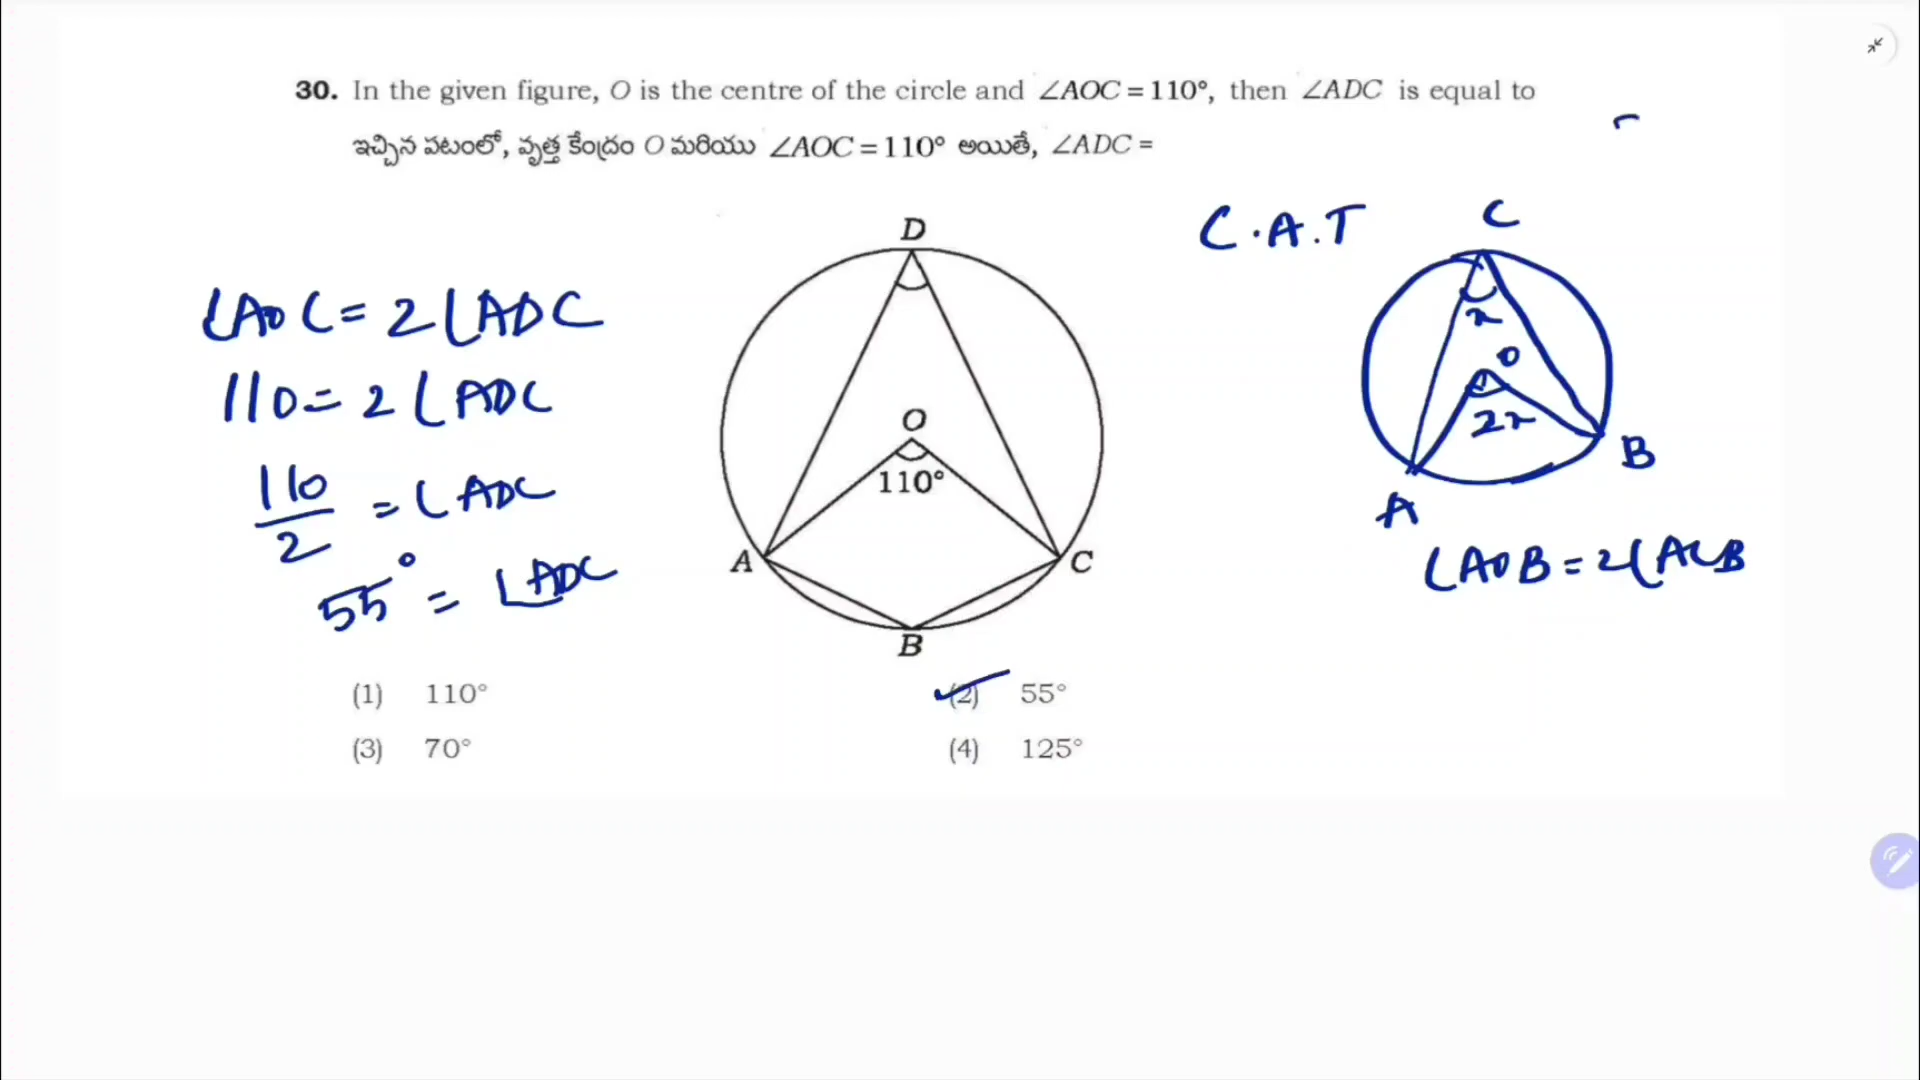 30. In the given figure, O is the centre of the circle and ∠AOC = 110°, then ∠ADC is equal to
ఇచ్చిన పటంలో, వృత్త కేంద్రం O మరియు ∠AOC = 110° అయితే, ∠ADC =
C.A.T
C
D
∠AOC = 2∠ADC
x
O
110 = 2∠ADC
2x
O
110°
B
110/2 = ∠ADC
A
A
C
∠AOB = 2∠ACB
55° = ∠ADC
B
(1) 110°
(2) 55°
(3) 70°
(4) 125°